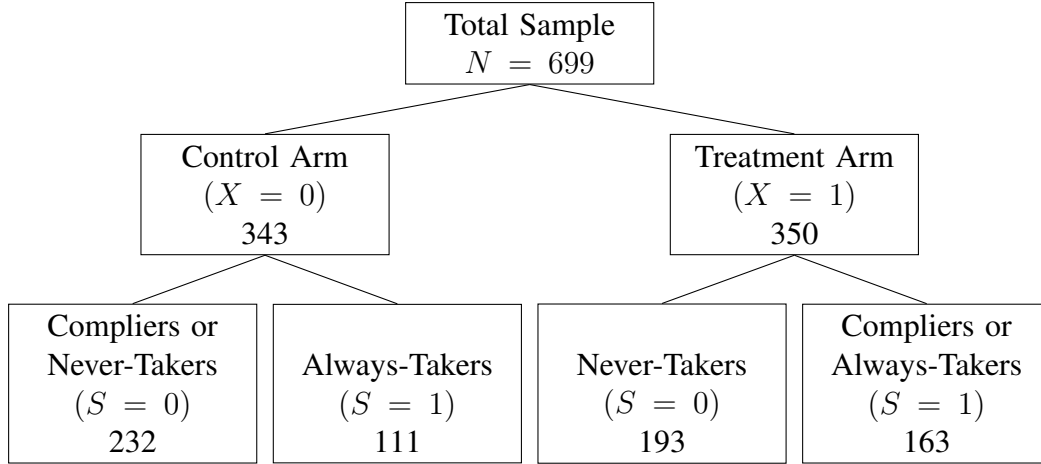 Total Sample
N = 699
Control Arm
(X = 0)
343
Treatment Arm
(X = 1)
350
Compliers or
Never-Takers
(S = 0)
232
Always-Takers
(S = 1)
111
Never-Takers
(S = 0)
193
Compliers or
Always-Takers
(S = 1)
163